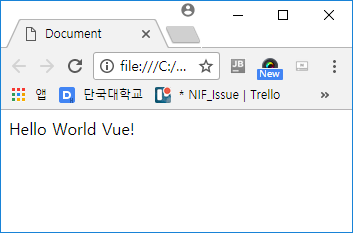 Document
file:///C:/...
JB
New
앱
D
단국대학교
* NIF_Issue | Trello
Hello World Vue!